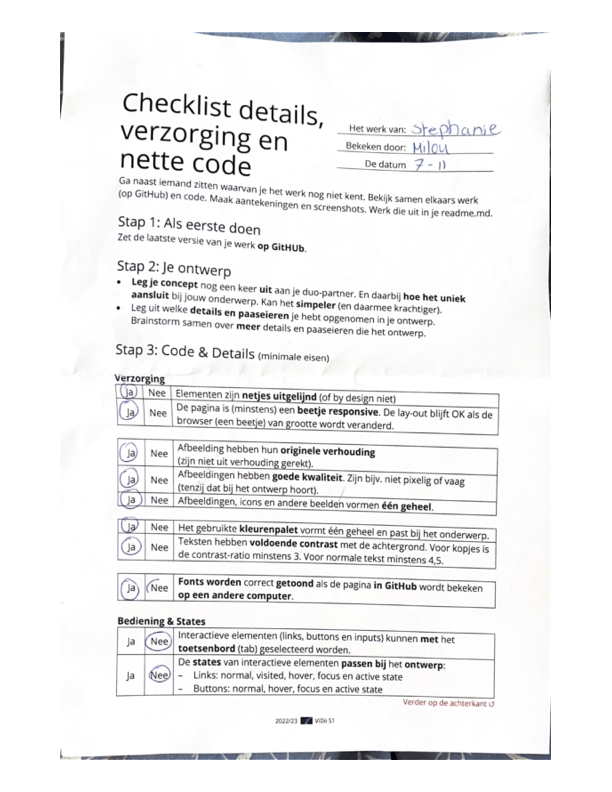 Checklist details,
verzorging en
nette code
Het werk van: Stephanie
Bekeken door: Milou
De datum 7-11
Ga naast iemand zitten waarvan je het werk nog niet kent. Bekijk samen elkaars werk
(op GitHub) en code. Maak aantekeningen en screenshots. Werk die uit in je readme.md.
Stap 1: Als eerste doen
Zet de laatste versie van je werk op GitHUb.
Stap 2: Je ontwerp
• Leg je concept nog een keer uit aan je duo-partner. En daarbij hoe het uniek
aansluit bij jouw onderwerp. Kan het simpeler (en daarmee krachtiger).
• Leg uit welke details en paaseieren je hebt opgenomen in je ontwerp.
Brainstorm samen over meer details en paaseieren die het ontwerp.
Stap 3: Code & Details (minimale eisen)
Verzorging
Ja Nee Elementen zijn netjes uitgelijnd (of by design niet)
Ja Nee De pagina is (minstens) een beetje responsive. De lay-out blijft OK als de
browser (een beetje) van grootte wordt veranderd.
Ja Nee Afbeelding hebben hun originele verhouding
(zijn niet uit verhouding gerekt).
Ja Nee Afbeeldingen hebben goede kwaliteit. Zijn bijv. niet pixelig of vaag
(tenzij dat bij het ontwerp hoort).
Ja Nee Afbeeldingen, icons en andere beelden vormen één geheel.
Ja Nee Het gebruikte kleurenpalet vormt één geheel en past bij het onderwerp.
Ja Nee Teksten hebben voldoende contrast met de achtergrond. Voor kopjes is
de contrast-ratio minstens 3. Voor normale tekst minstens 4,5.
Ja Nee Fonts worden correct getoond als de pagina in GitHub wordt bekeken
op een andere computer.
Bediening & States
Ja Nee Interactieve elementen (links, buttons en inputs) kunnen met het
toetsenbord (tab) geselecteerd worden.
Ja Nee De states van interactieve elementen passen bij het ontwerp:
– Links: normal, visited, hover, focus en active state
– Buttons: normal, hover, focus en active state
Verder op de achterkant ↺
2022/23 ViDii S1